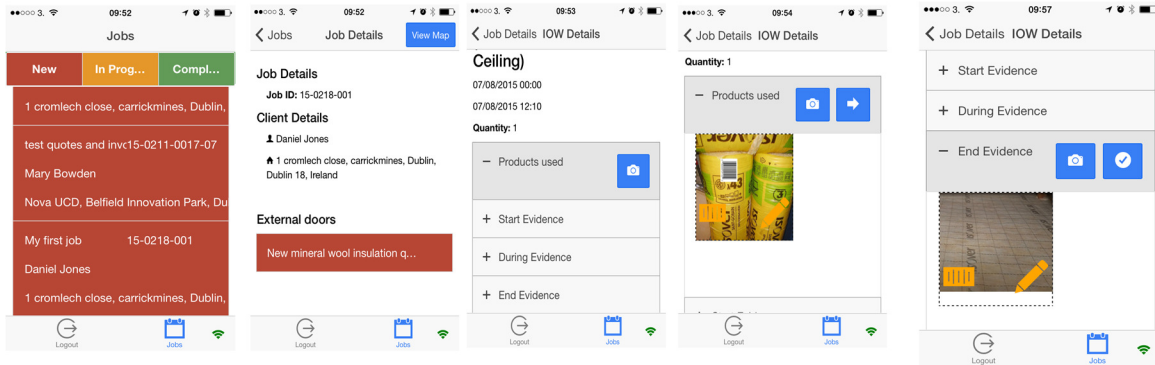 3. 09:52
Jobs
New In Prog... Compl...
1 cromlech close, carrickmines, Dublin,
test quotes and invc15-0211-0017-07
Mary Bowden
Nova UCD, Belfield Innovation Park, Du
My first job 15-0218-001
Daniel Jones
1 cromlech close, carrickmines, Dublin,
Logout Jobs
3. 09:52
Jobs Job Details View Map
Job Details
Job ID: 15-0218-001
Client Details
Daniel Jones
1 cromlech close, carrickmines, Dublin,
Dublin 18, Ireland
External doors
New mineral wool insulation q...
Logout Jobs
3. 09:53
Job Details IOW Details
Ceiling)
07/08/2015 00:00
07/08/2015 12:10
Quantity: 1
− Products used
+ Start Evidence
+ During Evidence
+ End Evidence
Logout Jobs
3. 09:54
Job Details IOW Details
Quantity: 1
− Products used
Logout Jobs
3. 09:57
Job Details IOW Details
+ Start Evidence
+ During Evidence
− End Evidence
Logout Jobs